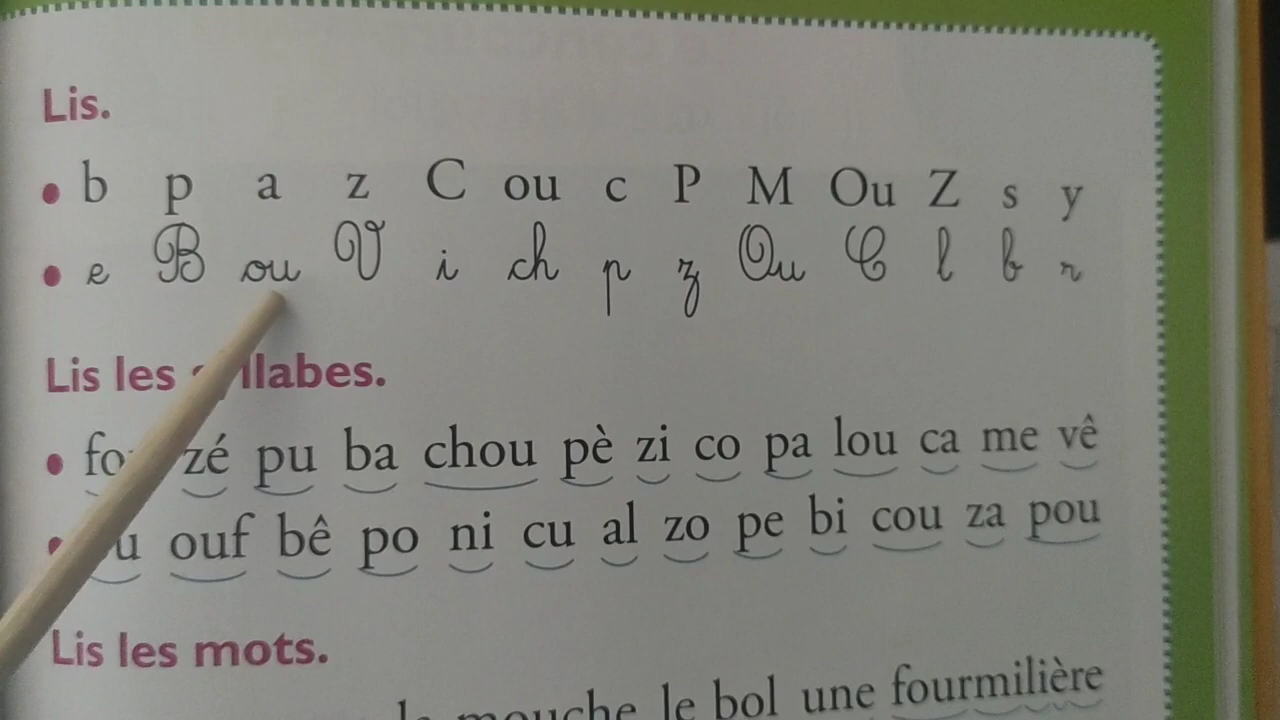 Lis.
• b p a z C ou c P M Ou Z s y
• e B ou V i ch p z Ou C l b r
Lis les
• zé pu ba chou pè zi co pa lou ca me vê
• ouf bê po ni cu al zo pe bi cou za pou
Lis les mots.
mouche le bol une fourmilière